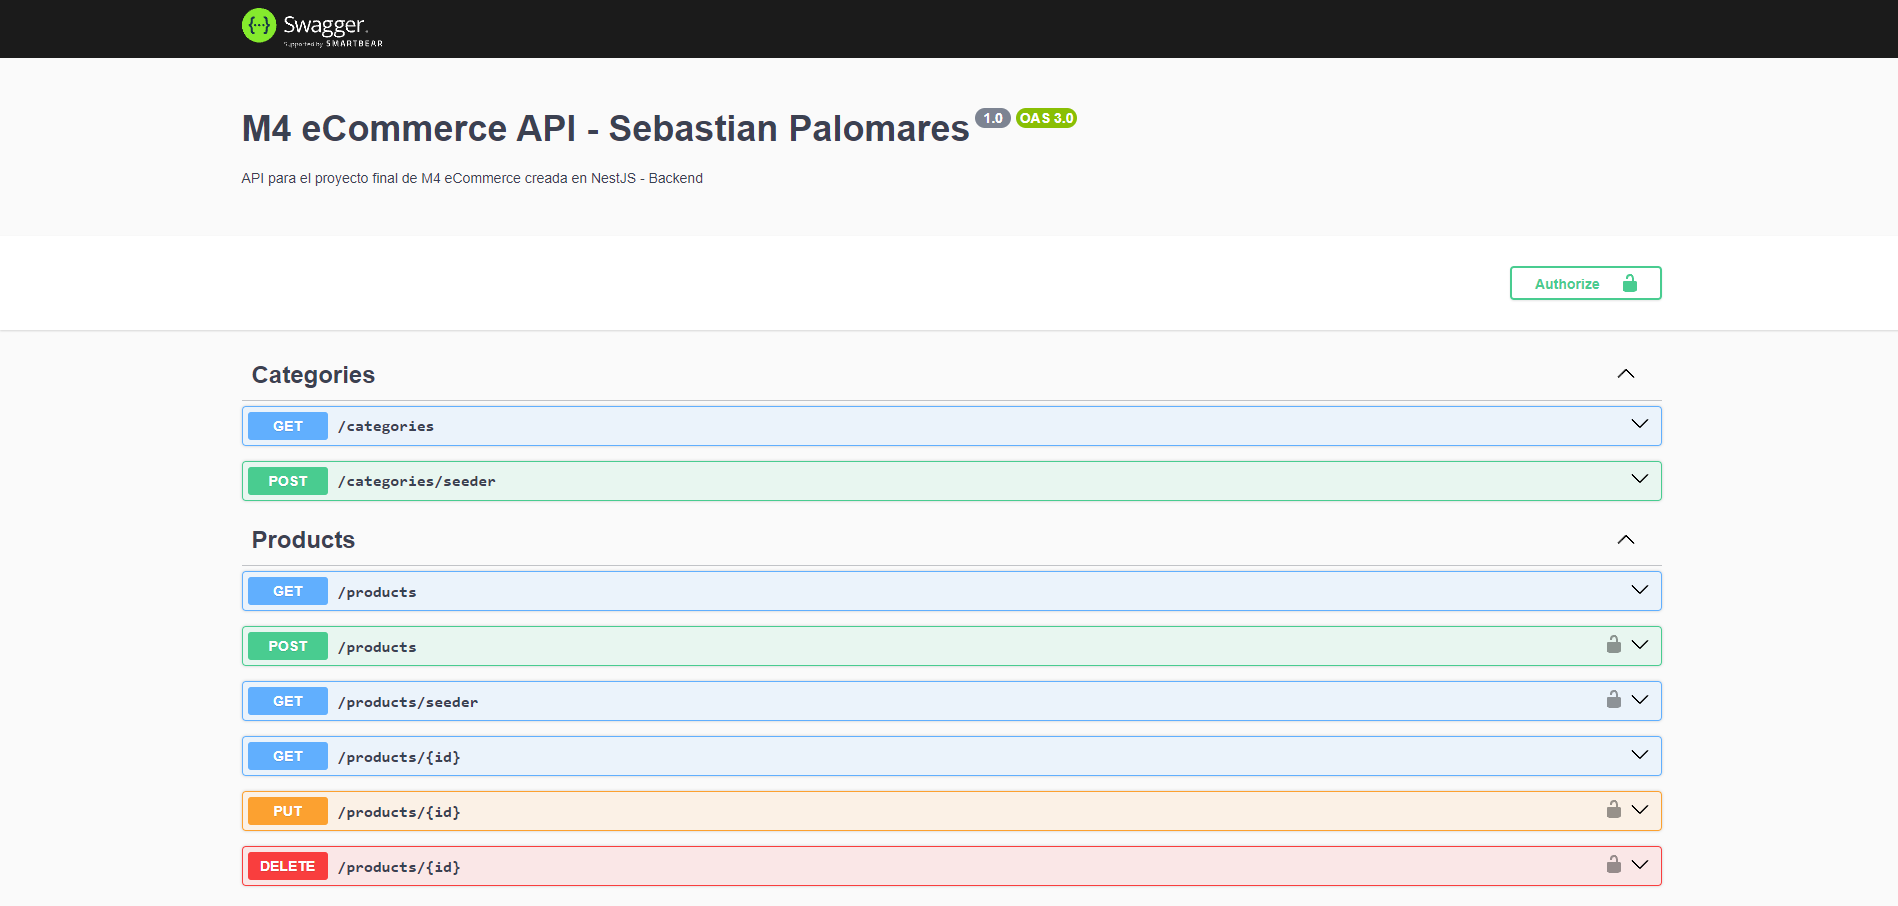 {···} Swagger.
Supported by SMARTBEAR
M4 eCommerce API - Sebastian Palomares 1.0 OAS 3.0
API para el proyecto final de M4 eCommerce creada en NestJS - Backend
Authorize
Categories
GET /categories
POST /categories/seeder
Products
GET /products
POST /products
GET /products/seeder
GET /products/{id}
PUT /products/{id}
DELETE /products/{id}